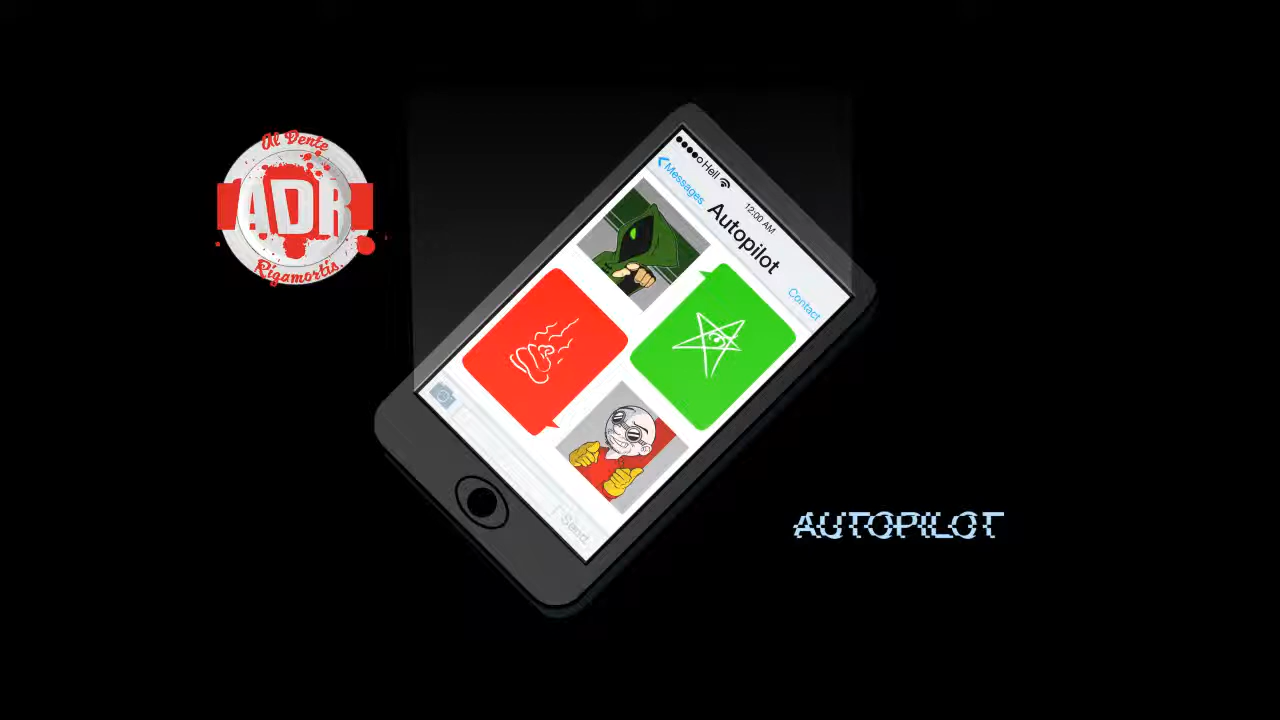 Al Dente
ADR
Rigamortis
Hell
12:00 AM
Messages
Autopilot
Contact
Send
AUTOPILOT